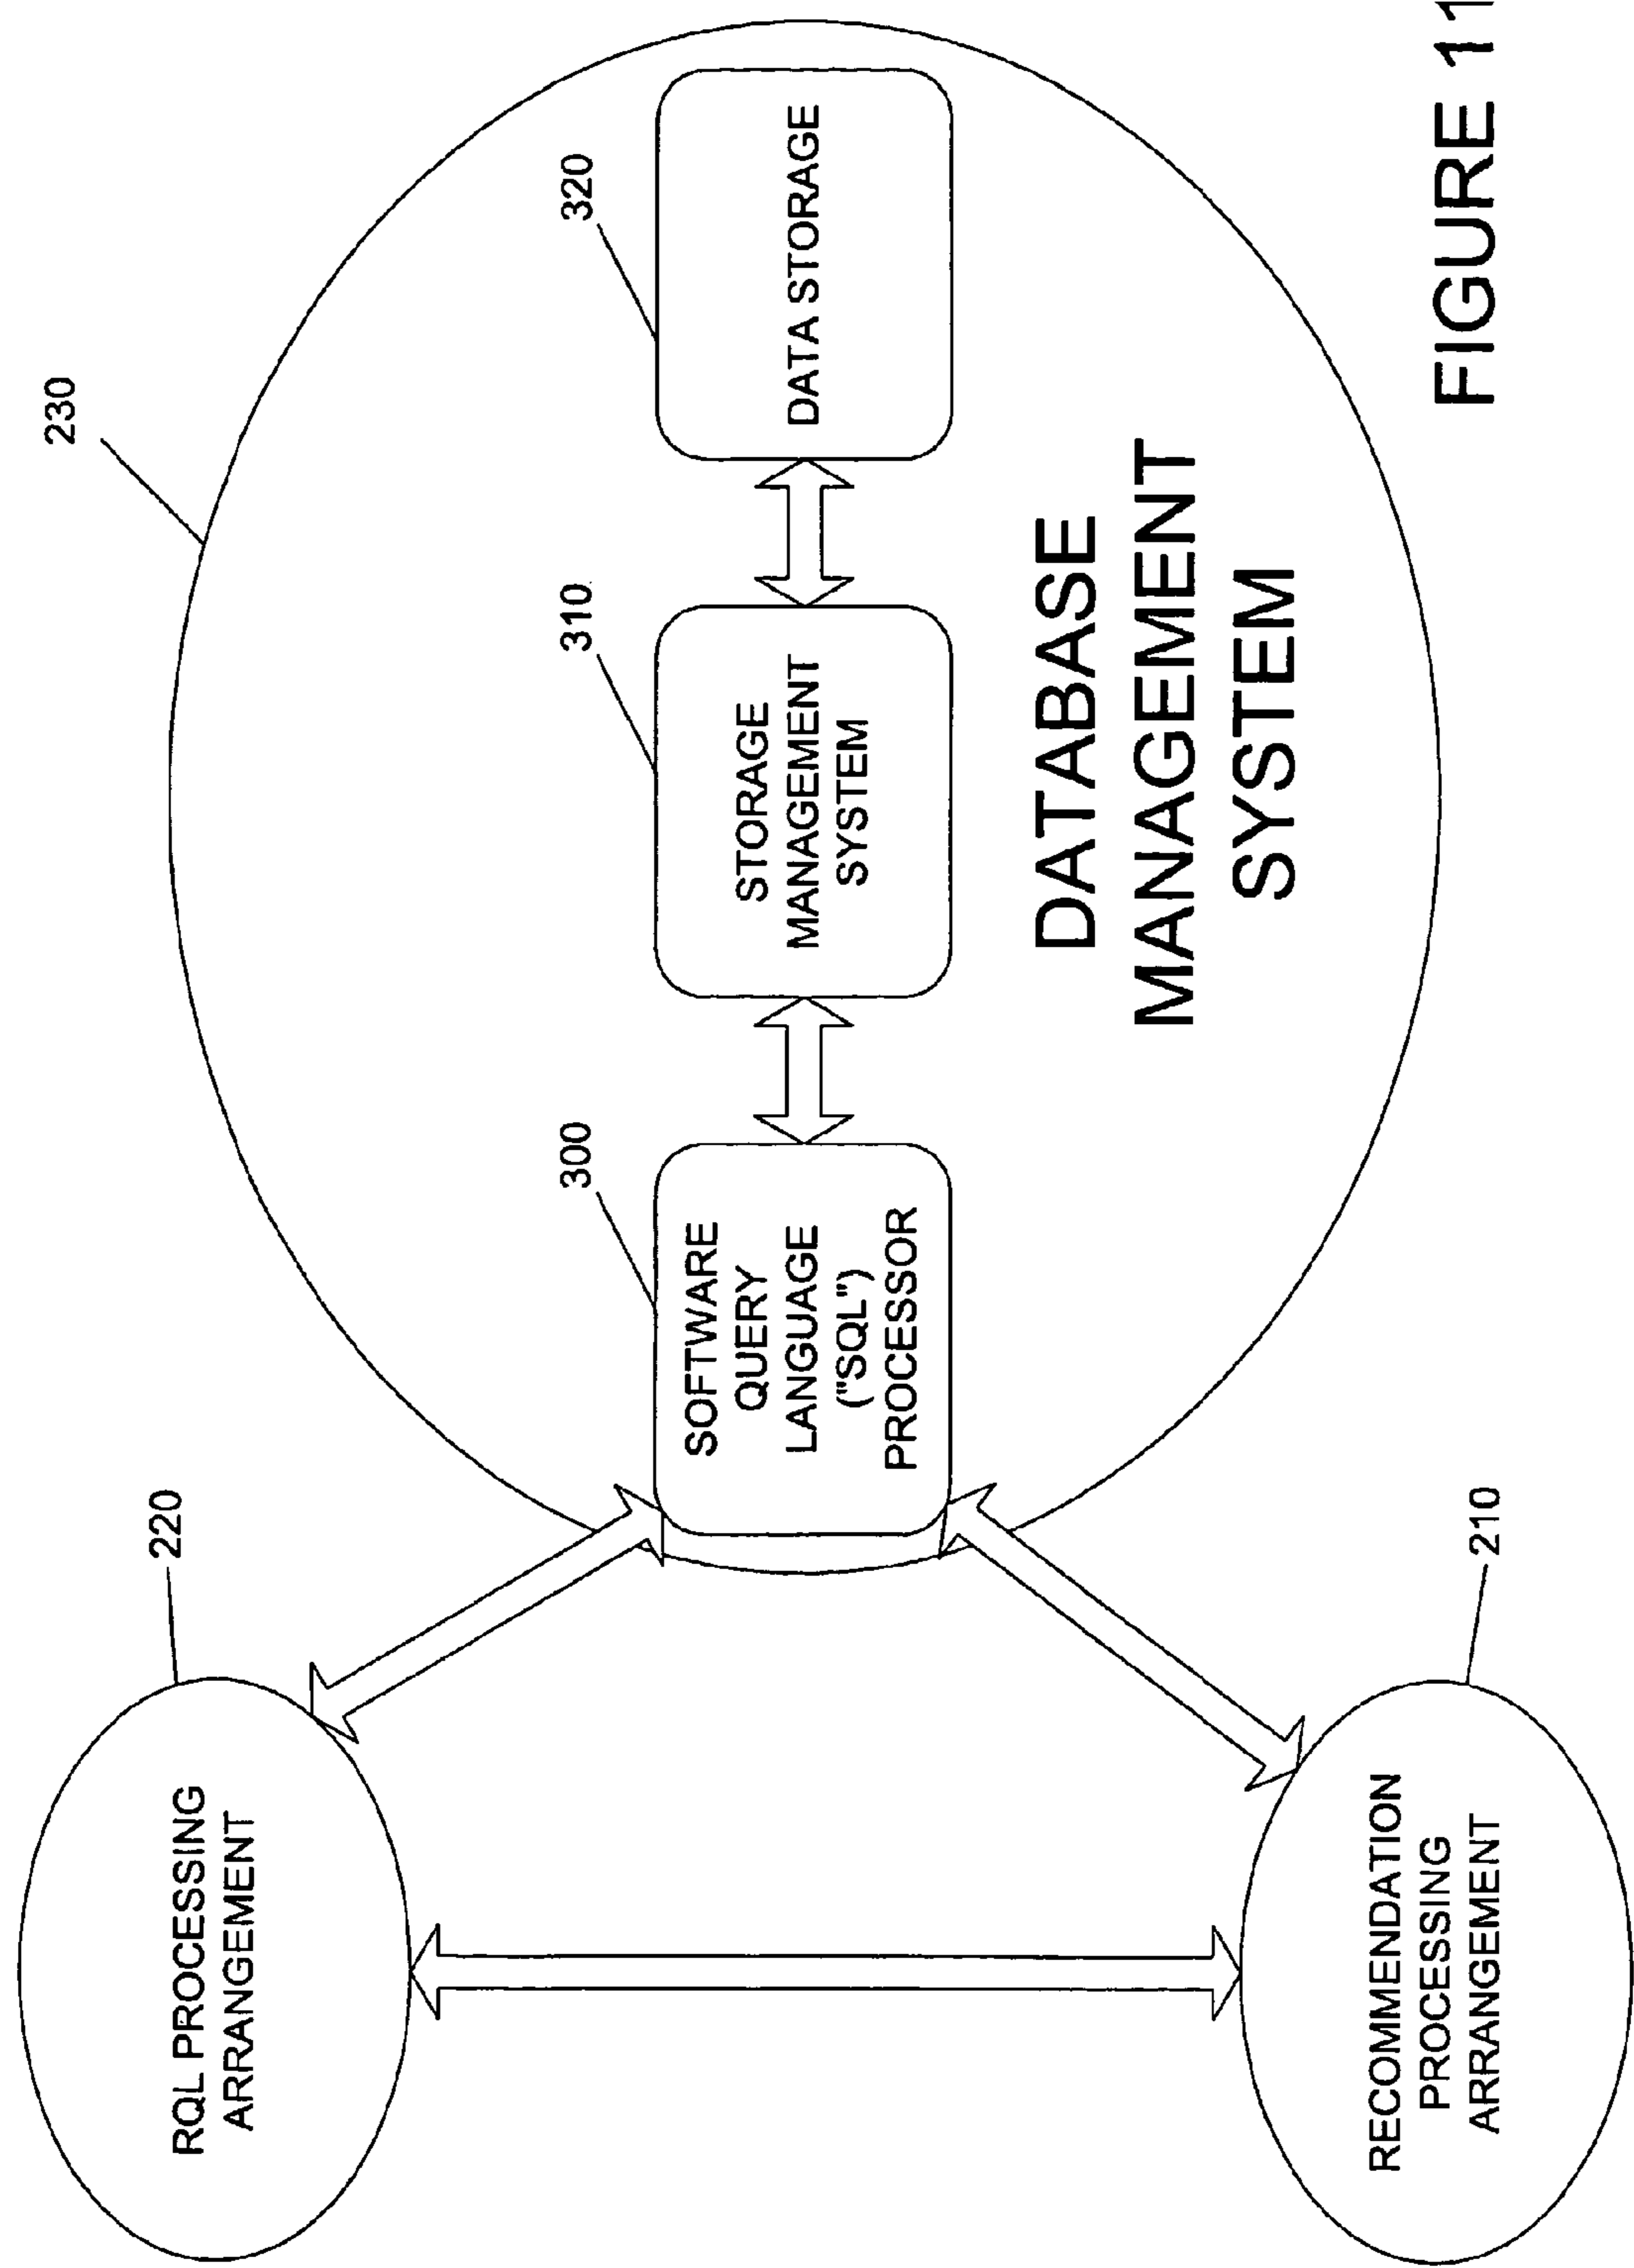 220
RQL PROCESSING
ARRANGEMENT
230
300
SOFTWARE
QUERY
LANGUAGE
("SQL")
PROCESSOR
310
STORAGE
MANAGEMENT
SYSTEM
320
DATA STORAGE
DATABASE
MANAGEMENT
SYSTEM
210
RECOMMENDATION
PROCESSING
ARRANGEMENT
FIGURE 11